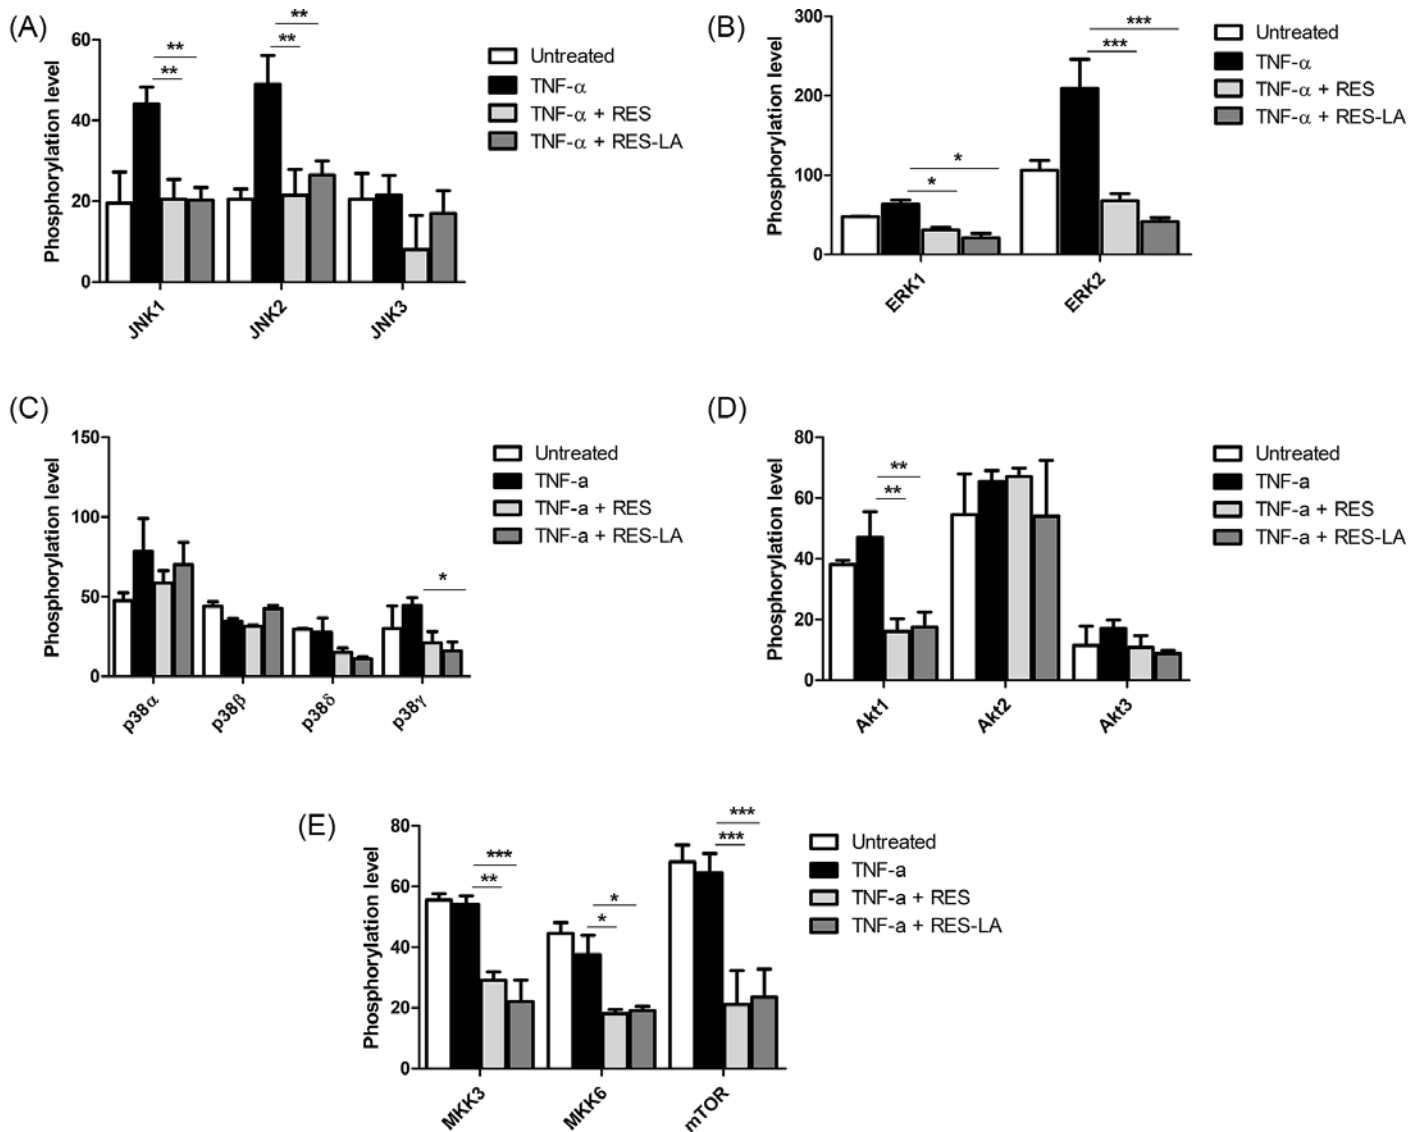 (A)
Phosphorylation level
60
40
20
0
** **
** **
JNK1 JNK2 JNK3
Untreated
TNF-α
TNF-α + RES
TNF-α + RES-LA
(B)
Phosphorylation level
300
200
100
0
* ***
* ***
ERK1 ERK2
Untreated
TNF-α
TNF-α + RES
TNF-α + RES-LA
(C)
Phosphorylation level
150
100
50
0
*
p38α p38β p38δ p38γ
Untreated
TNF-a
TNF-a + RES
TNF-a + RES-LA
(D)
Phosphorylation level
80
60
40
20
0
**
**
Akt1 Akt2 Akt3
Untreated
TNF-a
TNF-a + RES
TNF-a + RES-LA
(E)
Phosphorylation level
80
60
40
20
0
*** * ***
** * ***
MKK3 MKK6 mTOR
Untreated
TNF-a
TNF-a + RES
TNF-a + RES-LA